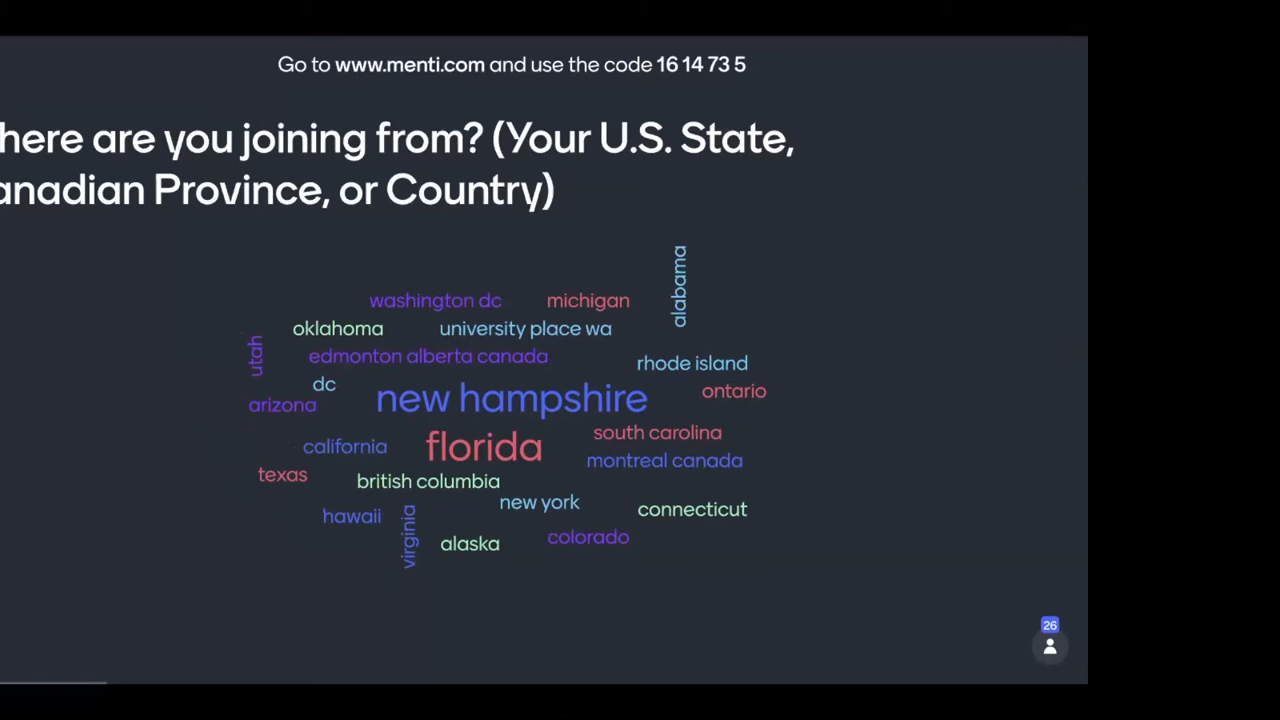 Go to www.menti.com and use the code 16 14 73 5
here are you joining from? (Your U.S. State,
anadian Province, or Country)
alabama
washington dc
michigan
oklahoma
university place wa
utah
edmonton alberta canada
rhode island
dc
new hampshire
ontario
arizona
california
florida
south carolina
montreal canada
texas
british columbia
new york
connecticut
hawaii
virginia
alaska
colorado
26